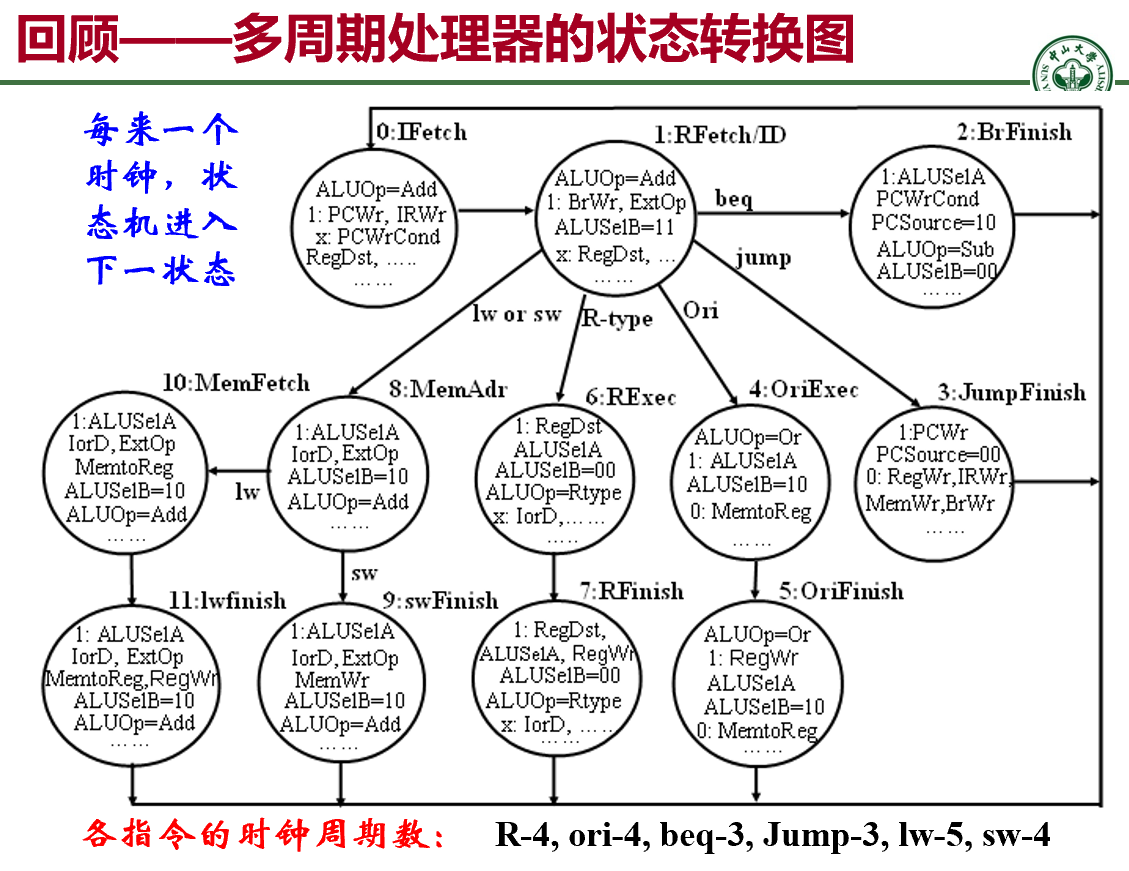 回顾——多周期处理器的状态转换图
中山大学
每来一个
时钟，状
态机进入
下一状态
0:IFetch
ALUOp=Add
1: PCWr, IRWr
x: PCWrCond
RegDst, …..
……
1:RFetch/ID
ALUOp=Add
1: BrWr, ExtOp
ALUSelB=11
x: RegDst, …
……
beq
jump
2:BrFinish
1:ALUSelA
PCWrCond
PCSource=10
ALUOp=Sub
ALUSelB=00
……
lw or sw
R-type
Ori
10:MemFetch
1:ALUSelA
IorD,ExtOp
MemtoReg
ALUSelB=10
ALUOp=Add
……
lw
8:MemAdr
1:ALUSelA
IorD,ExtOp
ALUSelB=10
ALUOp=Add
……
sw
6:RExec
1: RegDst
ALUSelA
ALUSelB=00
ALUOp=Rtype
x: IorD,……
…..
4:OriExec
ALUOp=Or
1: ALUSelA
ALUSelB=10
0: MemtoReg
……
3:JumpFinish
1:PCWr
PCSource=00
0: RegWr,IRWr,
MemWr,BrWr
……
11:lwfinish
1: ALUSelA
IorD, ExtOp
MemtoReg,RegWr
ALUSelB=10
ALUOp=Add
……
9:swFinish
1:ALUSelA
IorD,ExtOp
MemWr
ALUSelB=10
ALUOp=Add
……
7:RFinish
1: RegDst,
ALUSelA, RegWr
ALUSelB=00
ALUOp=Rtype
x: IorD, …..
……
5:OriFinish
ALUOp=Or
1: RegWr
ALUSelA
ALUSelB=10
0: MemtoReg
……
各指令的时钟周期数： R-4, ori-4, beq-3, Jump-3, lw-5, sw-4